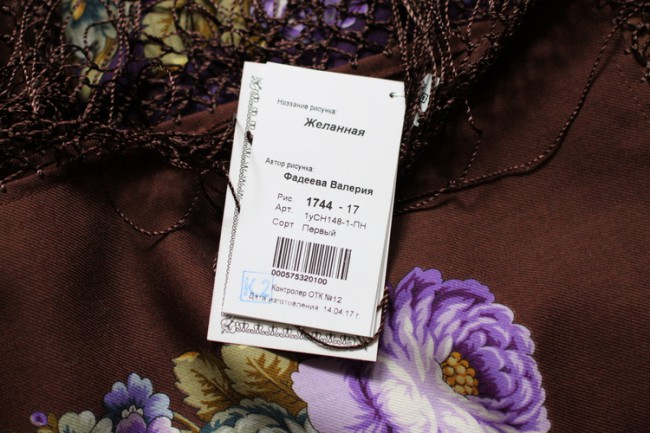 Название рисунка:
Желанная
Автор рисунка:
Фадеева Валерия
Рис 1744 - 17
Арт. 1уСН148-1-ПН
Сорт Первый
000575320100
К 2
Контролер ОТК №12
Дата изготовления 14.04.17 г.
®